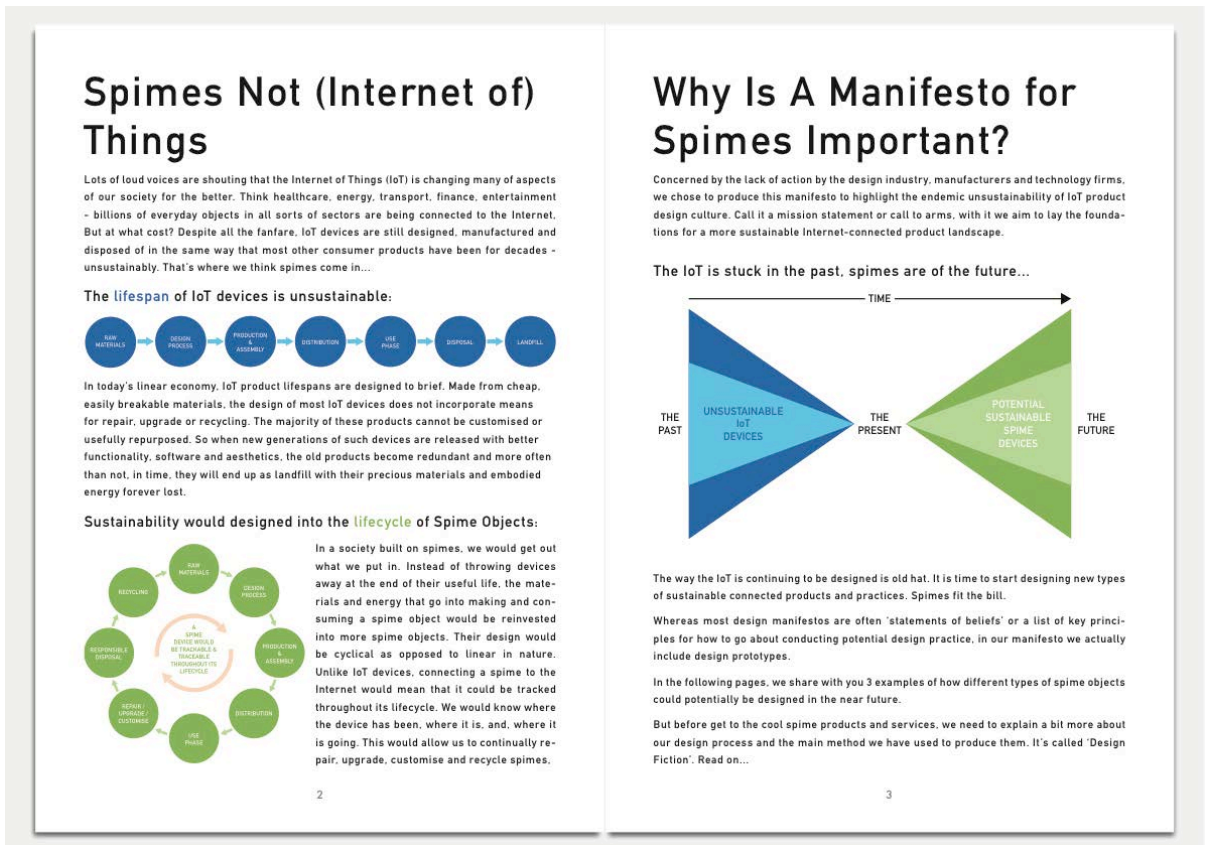 Spimes Not (Internet of)
Things
Lots of loud voices are shouting that the Internet of Things (IoT) is changing many of aspects
of our society for the better. Think healthcare, energy, transport, finance, entertainment
- billions of everyday objects in all sorts of sectors are being connected to the Internet.
But at what cost? Despite all the fanfare, IoT devices are still designed, manufactured and
disposed of in the same way that most other consumer products have been for decades -
unsustainably. That's where we think spimes come in...
The lifespan of IoT devices is unsustainable:
RAW
MATERIALS
DESIGN
PROCESS
PRODUCTION
&
ASSEMBLY
DISTRIBUTION
USE
PHASE
DISPOSAL
LANDFILL
In today's linear economy, IoT product lifespans are designed to brief. Made from cheap,
easily breakable materials, the design of most IoT devices does not incorporate means
for repair, upgrade or recycling. The majority of these products cannot be customised or
usefully repurposed. So when new generations of such devices are released with better
functionality, software and aesthetics, the old products become redundant and more often
than not, in time, they will end up as landfill with their precious materials and embodied
energy forever lost.
Sustainability would designed into the lifecycle of Spime Objects:
RAW
MATERIALS
DESIGN
PROCESS
PRODUCTION
&
ASSEMBLY
DISTRIBUTION
USE
PHASE
REPAIR /
UPGRADE /
CUSTOMISE
RESPONSIBLE
DISPOSAL
RECYCLING
A
SPIME
DEVICE WOULD
BE TRACKABLE &
TRACEABLE
THROUGHOUT ITS
LIFECYCLE
In a society built on spimes, we would get out
what we put in. Instead of throwing devices
away at the end of their useful life, the mate-
rials and energy that go into making and con-
suming a spime object would be reinvested
into more spime objects. Their design would
be cyclical as opposed to linear in nature.
Unlike IoT devices, connecting a spime to the
Internet would mean that it could be tracked
throughout its lifecycle. We would know where
the device has been, where it is, and, where it
is going. This would allow us to continually re-
pair, upgrade, customise and recycle spimes.
2
Why Is A Manifesto for
Spimes Important?
Concerned by the lack of action by the design industry, manufacturers and technology firms,
we chose to produce this manifesto to highlight the endemic unsustainability of IoT product
design culture. Call it a mission statement or call to arms, with it we aim to lay the founda-
tions for a more sustainable Internet-connected product landscape.
The IoT is stuck in the past, spimes are of the future...
TIME
THE
PAST
UNSUSTAINABLE
IoT
DEVICES
THE
PRESENT
POTENTIAL
SUSTAINABLE
SPIME
DEVICES
THE
FUTURE
The way the IoT is continuing to be designed is old hat. It is time to start designing new types
of sustainable connected products and practices. Spimes fit the bill.
Whereas most design manifestos are often 'statements of beliefs' or a list of key princi-
ples for how to go about conducting potential design practice, in our manifesto we actually
include design prototypes.
In the following pages, we share with you 3 examples of how different types of spime objects
could potentially be designed in the near future.
But before get to the cool spime products and services, we need to explain a bit more about
our design process and the main method we have used to produce them. It's called 'Design
Fiction'. Read on...
3